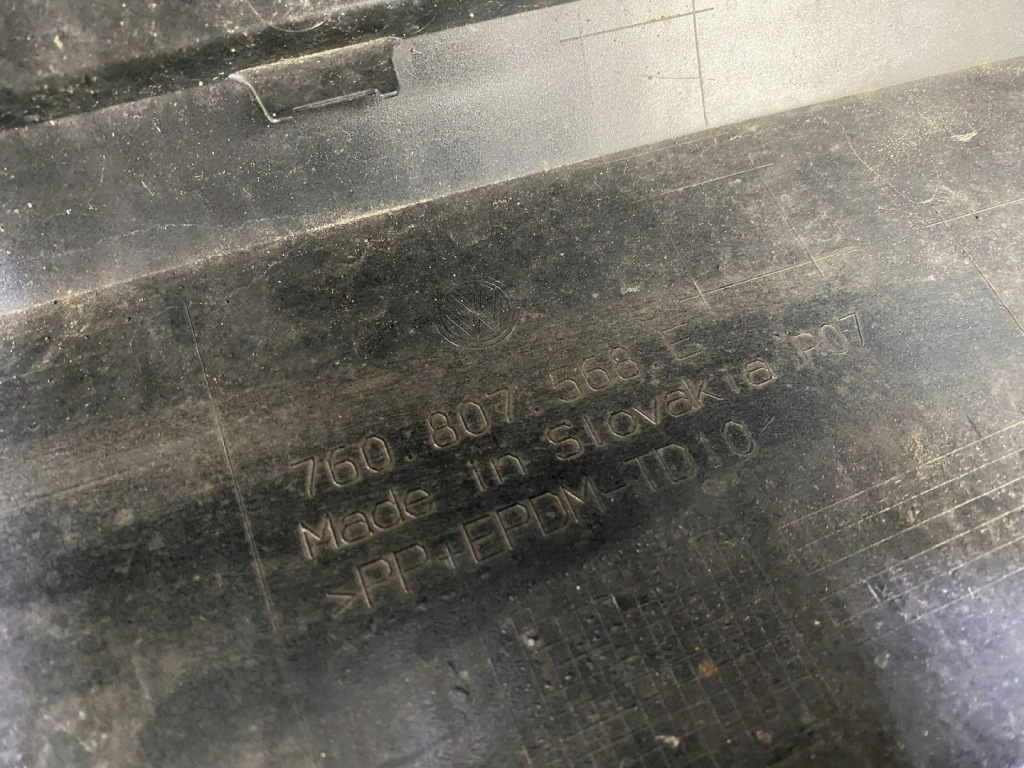 760.807.568.E
Made in Slovakia P07
>PP+EPDM-TD10<